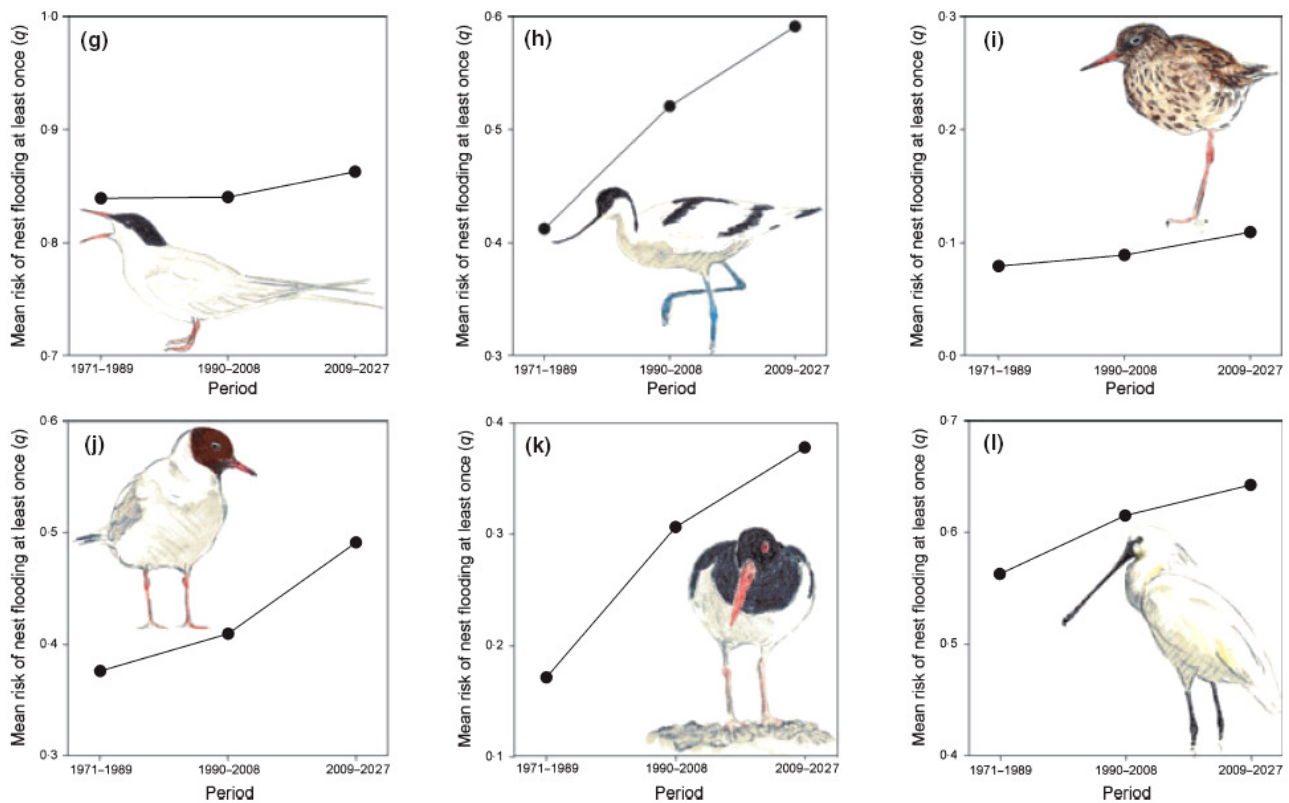 (g)
Mean risk of nest flooding at least once (q)
1·0
0·9
0·8
0·7
1971–1989
1990–2008
2009–2027
Period
(h)
Mean risk of nest flooding at least once (q)
0·6
0·5
0·4
0·3
1971–1989
1990–2008
2009–2027
Period
(i)
Mean risk of nest flooding at least once (q)
0·3
0·2
0·1
0·0
1971–1989
1990–2008
2009–2027
Period
(j)
Mean risk of nest flooding at least once (q)
0·6
0·5
0·4
0·3
1971–1989
1990–2008
2009–2027
Period
(k)
Mean risk of nest flooding at least once (q)
0·4
0·3
0·2
0·1
1971–1989
1990–2008
2009–2027
Period
(l)
Mean risk of nest flooding at least once (q)
0·7
0·6
0·5
0·4
1971–1989
1990–2008
2009–2027
Period